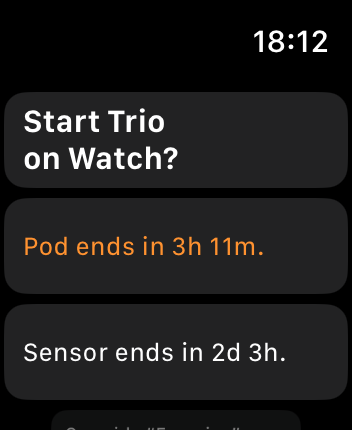 18:12
Start Trio
on Watch?
Pod ends in 3h 11m.
Sensor ends in 2d 3h.